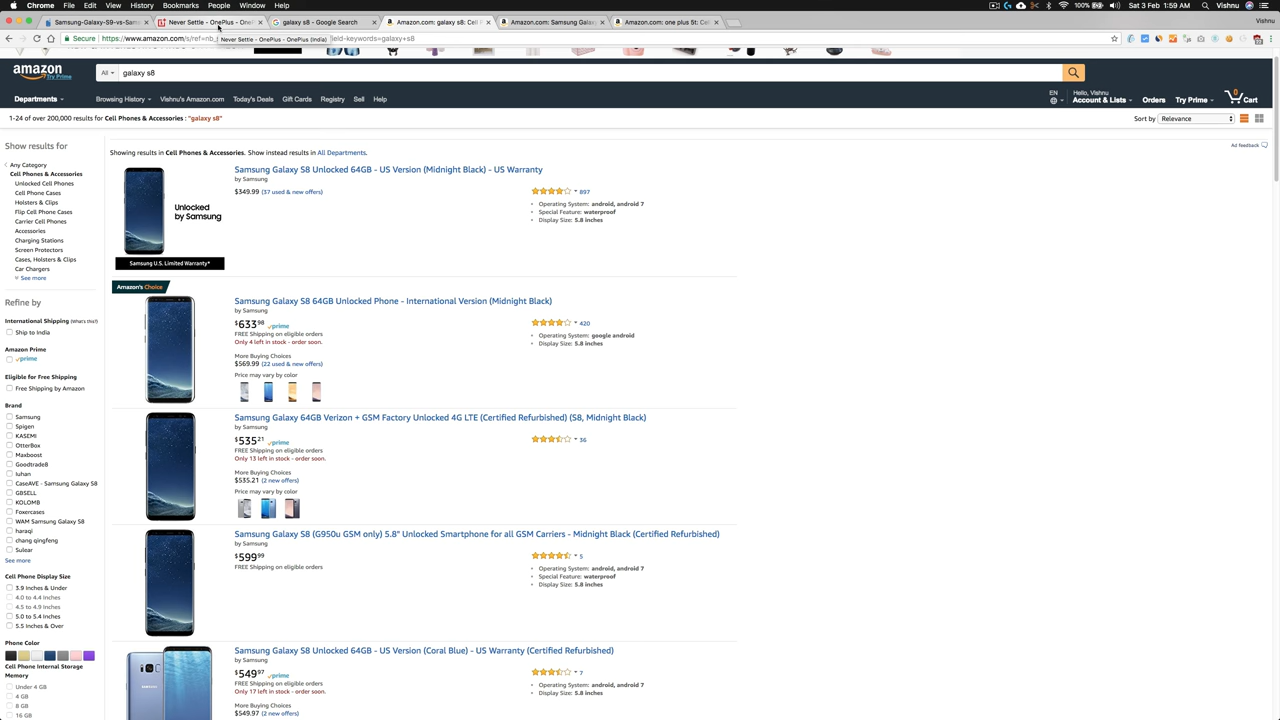 Chrome File Edit View History Bookmarks People Window Help 100% Sat 3 Mar 1:59 AM Vishnu
Samsung-Galaxy-S9-vs-Sams Never Settle - OnePlus - OneP galaxy s8 - Google Search Amazon.com: galaxy s8: Cell P Amazon.com: Samsung Galaxy Amazon.com: one plus 5t: Cell Vishnu
Secure https://www.amazon.com/s/ref=nb_ Never Settle - OnePlus - OnePlus (India) ield-keywords=galaxy+s8
amazon
Try Prime
All galaxy s8
Departments Browsing History Vishnu's Amazon.com Today's Deals Gift Cards Registry Sell Help EN Hello, Vishnu
Account & Lists Orders Try Prime 0 Cart
1-24 of over 200,000 results for Cell Phones & Accessories : "galaxy s8" Sort by Relevance
Ad feedback
Show results for
Any Category
Cell Phones & Accessories
Unlocked Cell Phones
Cell Phone Cases
Holsters & Clips
Flip Cell Phone Cases
Carrier Cell Phones
Accessories
Charging Stations
Screen Protectors
Cases, Holsters & Clips
Car Chargers
See more
Refine by
International Shipping (What's this?)
Ship to India
Amazon Prime
prime
Eligible for Free Shipping
Free Shipping by Amazon
Brand
Samsung
Spigen
KASEMI
OtterBox
Maxboost
Goodtrade8
luhan
CaseAVE - Samsung Galaxy S8
GBSELL
KOLOMB
Foxercases
WAM Samsung Galaxy S8
haraqi
chang qingfeng
Sulear
See more
Cell Phone Display Size
3.9 Inches & Under
4.0 to 4.4 Inches
4.5 to 4.9 Inches
5.0 to 5.4 Inches
5.5 Inches & Over
Phone Color
Cell Phone Internal Storage
Memory
Under 4 GB
4 GB
8 GB
16 GB
Showing results in Cell Phones & Accessories. Show instead results in All Departments.
Samsung Galaxy S8 Unlocked 64GB - US Version (Midnight Black) - US Warranty
by Samsung
$349.99 (37 used & new offers)
897
Operating System: android, android 7
Special Feature: waterproof
Display Size: 5.8 inches
Unlocked
by Samsung
Samsung U.S. Limited Warranty*
Amazon's Choice
Samsung Galaxy S8 64GB Unlocked Phone - International Version (Midnight Black)
by Samsung
$633 98 prime
FREE Shipping on eligible orders
Only 4 left in stock - order soon.
More Buying Choices
$569.99 (22 used & new offers)
Price may vary by color
420
Operating System: google android
Display Size: 5.8 inches
Samsung Galaxy 64GB Verizon + GSM Factory Unlocked 4G LTE (Certified Refurbished) (S8, Midnight Black)
by Samsung
$535 21 prime
FREE Shipping on eligible orders
Only 13 left in stock - order soon.
More Buying Choices
$535.21 (2 new offers)
Price may vary by color
36
Samsung Galaxy S8 (G950u GSM only) 5.8" Unlocked Smartphone for all GSM Carriers - Midnight Black (Certified Refurbished)
by Samsung
$599 99
FREE Shipping on eligible orders
5
Operating System: android, android 7
Special Feature: waterproof
Display Size: 5.8 inches
Samsung Galaxy S8 Unlocked 64GB - US Version (Coral Blue) - US Warranty (Certified Refurbished)
by Samsung
$549 97 prime
FREE Shipping on eligible orders
Only 17 left in stock - order soon.
More Buying Choices
$549.97 (2 new offers)
7
Operating System: android, android 7
Display Size: 5.8 inches
SAMSUNG